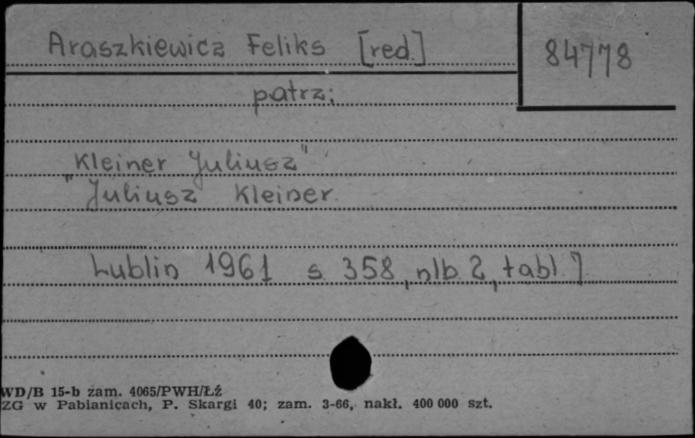 Araszkiewicz Feliks [red.]
84778
patrz:
"Kleiner Juliusz"
"Juliusz Kleiner.
Lublin 1961 s. 358, nlb 2, tabl. 7
WD/B 15-b zam. 4065/PWH/Łź
ZG w Pabianicach, P. Skargi 40; zam. 3-66, nakł. 400 000 szt.